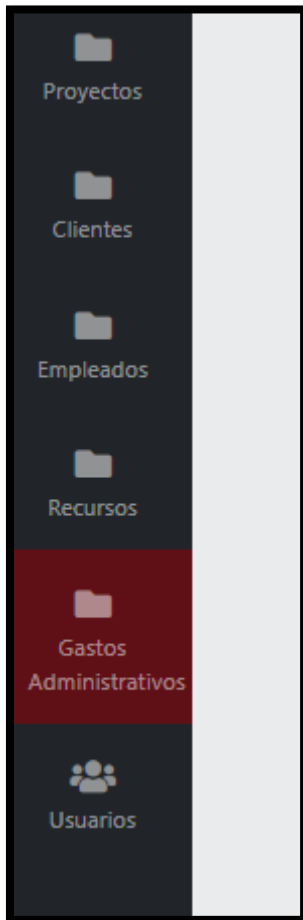 Proyectos
Clientes
Empleados
Recursos
Gastos
Administrativos
Usuarios